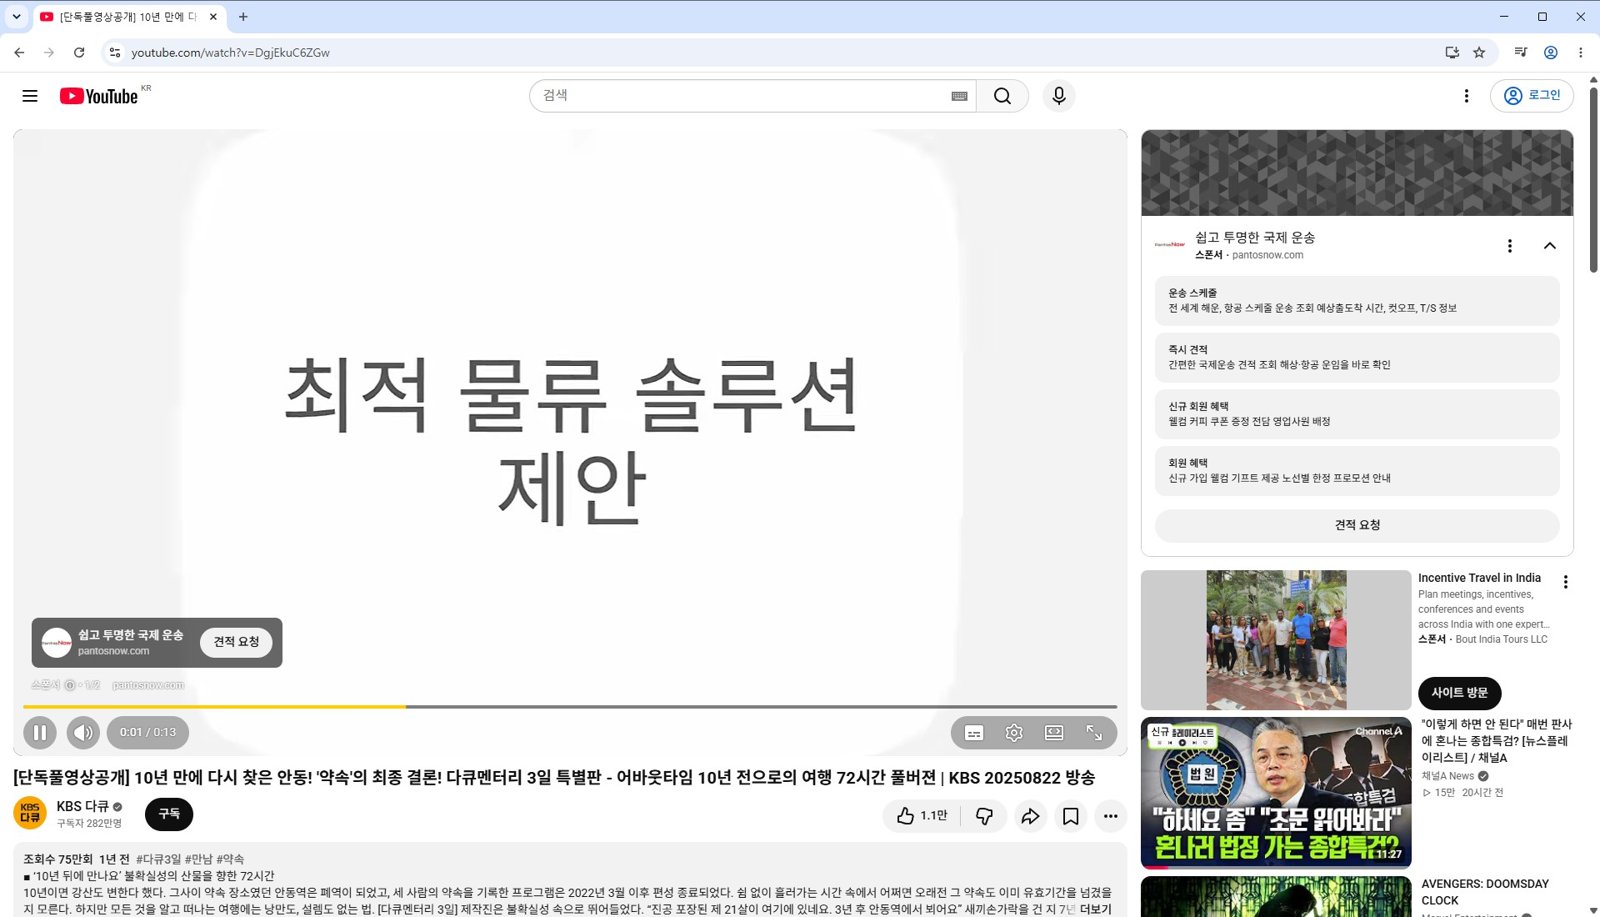 [단독풀영상공개] 10년 만에 다
youtube.com/watch?v=DgjEkuC6ZGw
YouTube KR
검색
로그인
최적 물류 솔루션
제안
쉽고 투명한 국제 운송
pantosnow.com
견적 요청
스폰서 · 1/2 pantosnow.com
0:01 / 0:13
[단독풀영상공개] 10년 만에 다시 찾은 안동! '약속'의 최종 결론! 다큐멘터리 3일 특별판 - 어바웃타임 10년 전으로의 여행 72시간 풀버젼 | KBS 20250822 방송
KBS 다큐
KBS 다큐
구독자 282만명
구독
1.1만
조회수 75만회 1년 전 #다큐3일 #만남 #약속
■ ‘10년 뒤에 만나요’ 불확실성의 산물을 향한 72시간
10년이면 강산도 변한다 했다. 그사이 약속 장소였던 안동역은 폐역이 되었고, 세 사람의 약속을 기록한 프로그램은 2022년 3월 이후 편성 종료되었다. 쉼 없이 흘러가는 시간 속에서 어쩌면 오래전 그 약속도 이미 유효기간을 넘겼을
지 모른다. 하지만 모든 것을 알고 떠나는 여행에는 낭만도, 설렘도 없는 법. [다큐멘터리 3일] 제작진은 불확실성 속으로 뛰어들었다. “진공 포장된 제 21살이 여기에 있네요. 3년 후 안동역에서 뵈어요” 새끼손가락을 건 지 7년 더보기
쉽고 투명한 국제 운송
스폰서 · pantosnow.com
운송 스케줄
전 세계 해운, 항공 스케줄 운송 조회 예상출도착 시간, 컷오프, T/S 정보
즉시 견적
간편한 국제운송 견적 조회 해상·항공 운임을 바로 확인
신규 회원 혜택
웰컴 커피 쿠폰 증정 전담 영업사원 배정
회원 혜택
신규 가입 웰컴 기프트 제공 노선별 한정 프로모션 안내
견적 요청
Incentive Travel in India
Plan meetings, incentives,
conferences and events
across India with one expert...
스폰서 · Bout India Tours LLC
사이트 방문
신규
플레이리스트
Channel A
법원
종합특검
"하세요 좀" "조문 읽어봐라"
혼나러 법정 가는 종합특검?
11:27
"이렇게 하면 안 된다" 매번 판사
에 혼나는 종합특검? [뉴스플레
이리스트] / 채널A
채널A News
15만 20시간 전
AVENGERS: DOOMSDAY
CLOCK